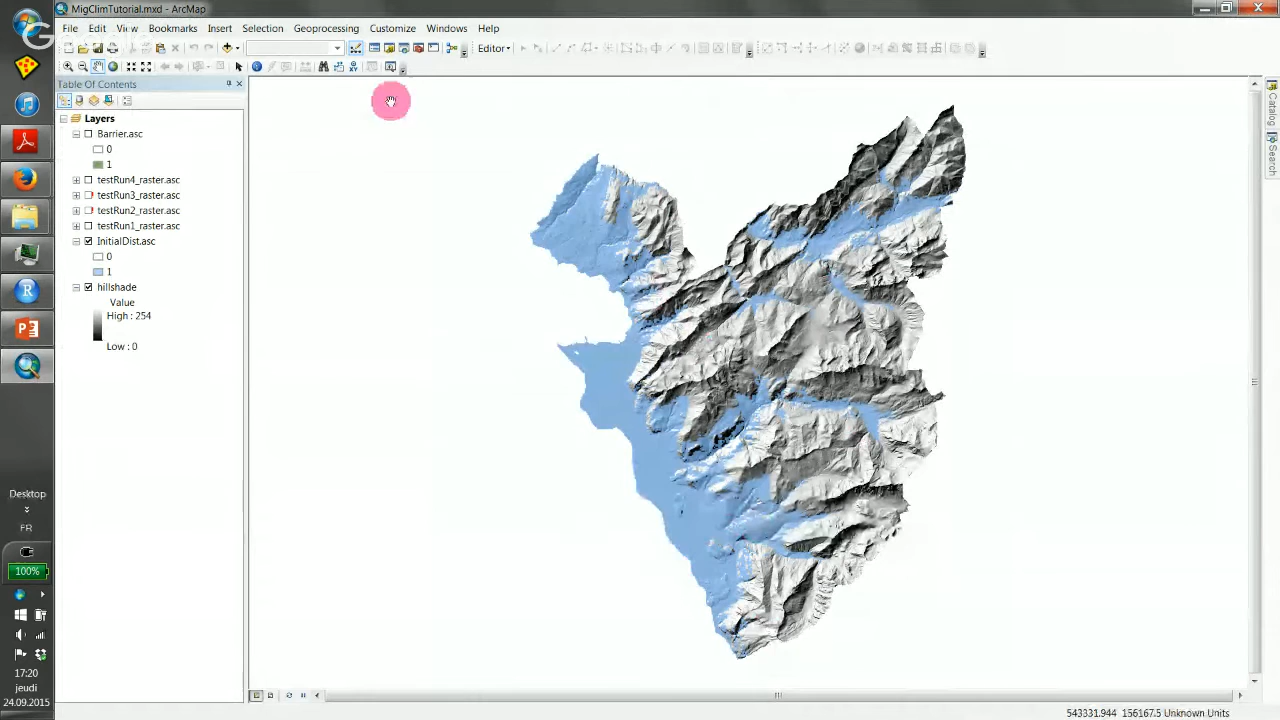 MigClimTutorial.mxd - ArcMap
File Edit View Bookmarks Insert Selection Geoprocessing Customize Windows Help
Editor
Table Of Contents
Layers
Barrier.asc
0
1
testRun4_raster.asc
testRun3_raster.asc
testRun2_raster.asc
testRun1_raster.asc
InitialDist.asc
0
1
hillshade
Value
High : 254
Low : 0
Catalog
Search
Desktop
FR
100%
17:20
jeudi
24.09.2015
543331.944 156167.5 Unknown Units